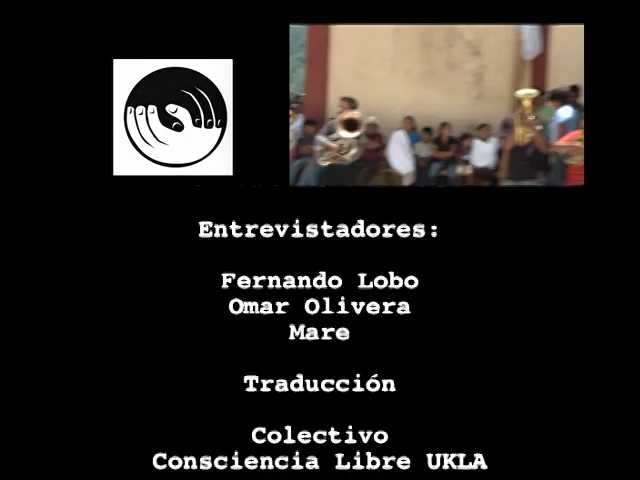 Entrevistadores:
Fernando Lobo
Omar Olivera
Mare
Traducción
Colectivo
Consciencia Libre UKLA